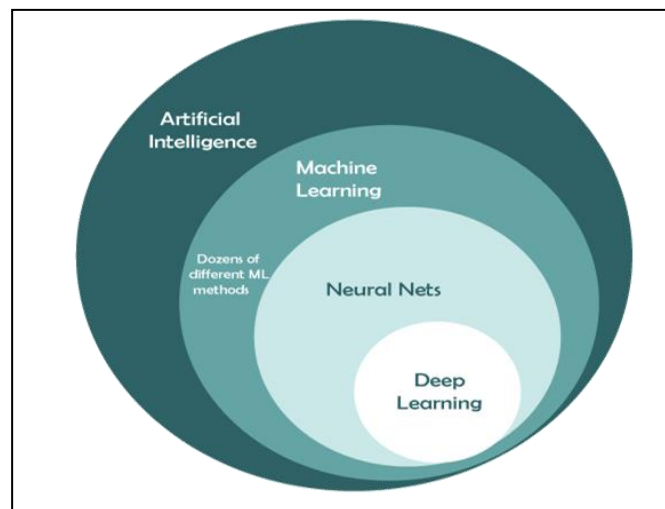 Artificial
Intelligence
Machine
Learning
Dozens of
different ML
methods
Neural Nets
Deep
Learning